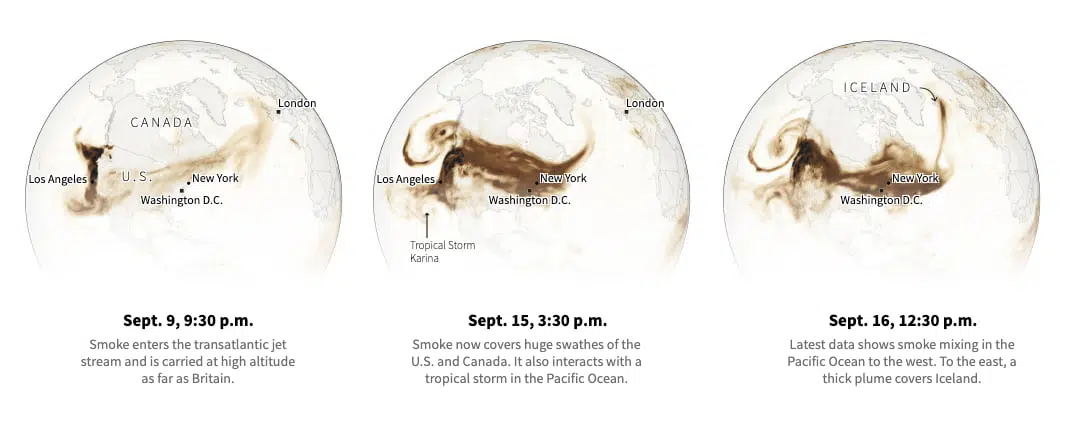 London
CANADA
Los Angeles
U.S.
New York
Washington D.C.
Sept. 9, 9:30 p.m.
Smoke enters the transatlantic jet
stream and is carried at high altitude
as far as Britain.
London
Los Angeles
New York
Washington D.C.
Tropical Storm
Karina
Sept. 15, 3:30 p.m.
Smoke now covers huge swathes of the
U.S. and Canada. It also interacts with a
tropical storm in the Pacific Ocean.
ICELAND
New York
Washington D.C.
Sept. 16, 12:30 p.m.
Latest data shows smoke mixing in the
Pacific Ocean to the west. To the east, a
thick plume covers Iceland.